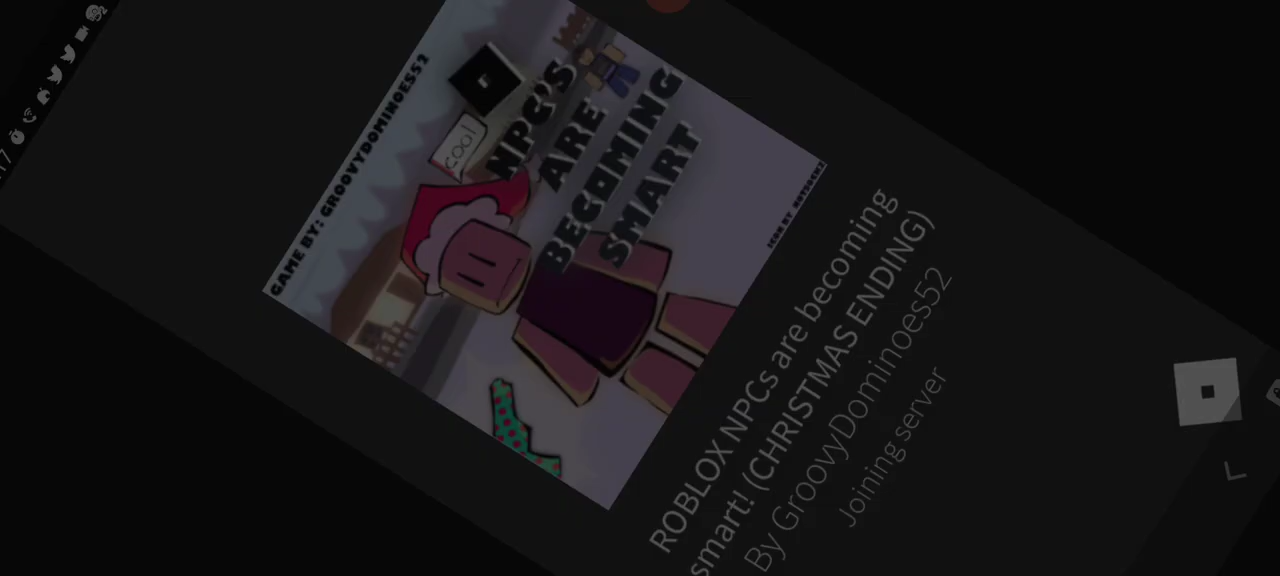 GAME BY: GROOVYDOMINOES52
COOL
NPC'S
ARE
BECOMING
SMART
ROBLOX NPCs are becoming
smart! (CHRISTMAS ENDING)
By GroovyDominoes52
Joining server